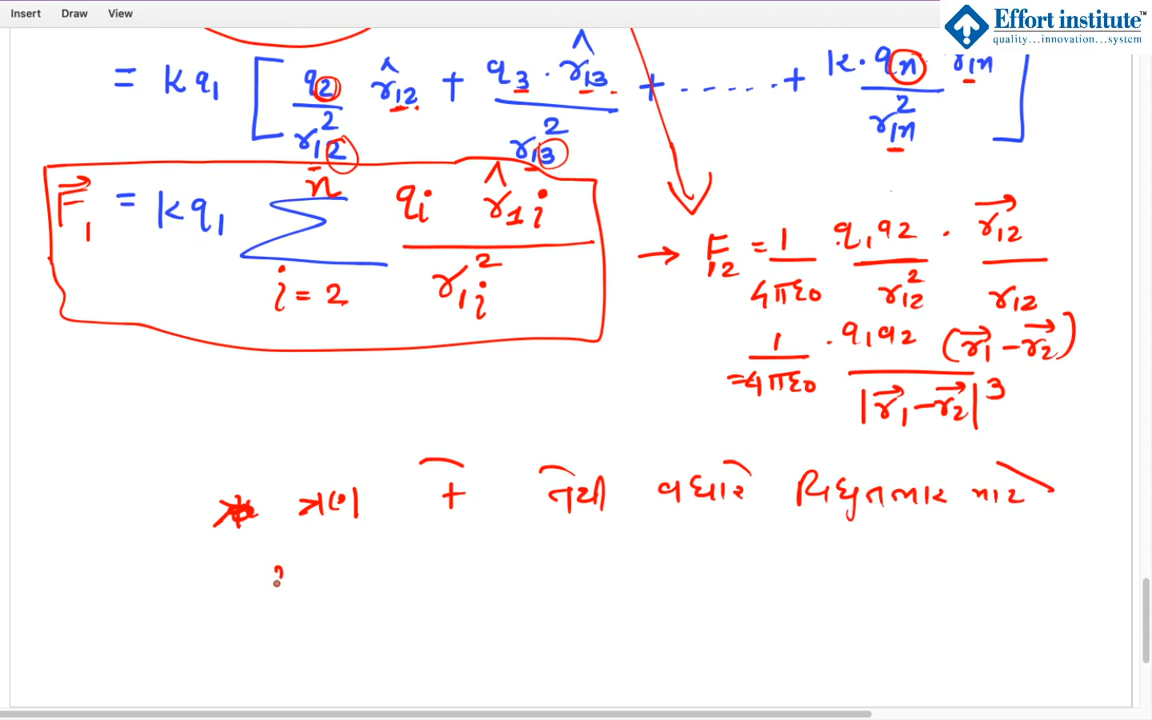 Insert Draw View
Effort institute™
quality...innovation...system
= kq₁ [ q₂/r₁₂² r̂₁₂ + q₃·r̂₁₃/r₁₃² + ...... + k·qₙ/r₁ₙ² r₁ₙ ]
F⃗₁ = kq₁ Σᵢ₌₂ⁿ qᵢ r̂₁ᵢ/r₁ᵢ²
→ F₁₂ = 1/4πε₀ q₁q₂/r₁₂² · r⃗₁₂/r₁₂
= 1/4πε₀ · q₁q₂ (r⃗₁ - r⃗₂)/|r⃗₁ - r⃗₂|³
* ત્રણ કે તેથી વધારે વિદ્યુતભાર માટે